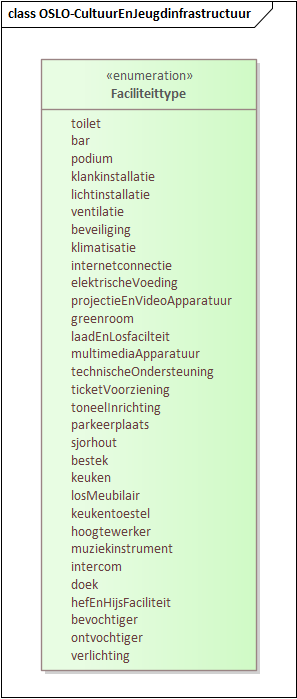 class OSLO-CultuurEnJeugdinfrastructuur
«enumeration»
Faciliteittype
toilet
bar
podium
klankinstallatie
lichtinstallatie
ventilatie
beveiliging
klimatisatie
internetconnectie
elektrischeVoeding
projectieEnVideoApparatuur
greenroom
laadEnLosfacilteit
multimediaApparatuur
technischeOndersteuning
ticketVoorziening
toneelInrichting
parkeerplaats
sjorhout
bestek
keuken
losMeubilair
keukentoestel
hoogtewerker
muziekinstrument
intercom
doek
hefEnHijsFaciliteit
bevochtiger
ontvochtiger
verlichting